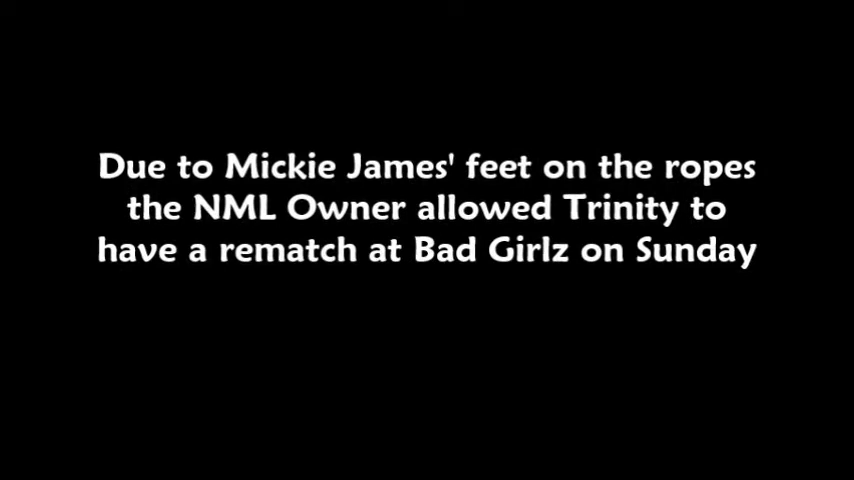 Due to Mickie James' feet on the ropes
the NML Owner allowed Trinity to
have a rematch at Bad Girlz on Sunday